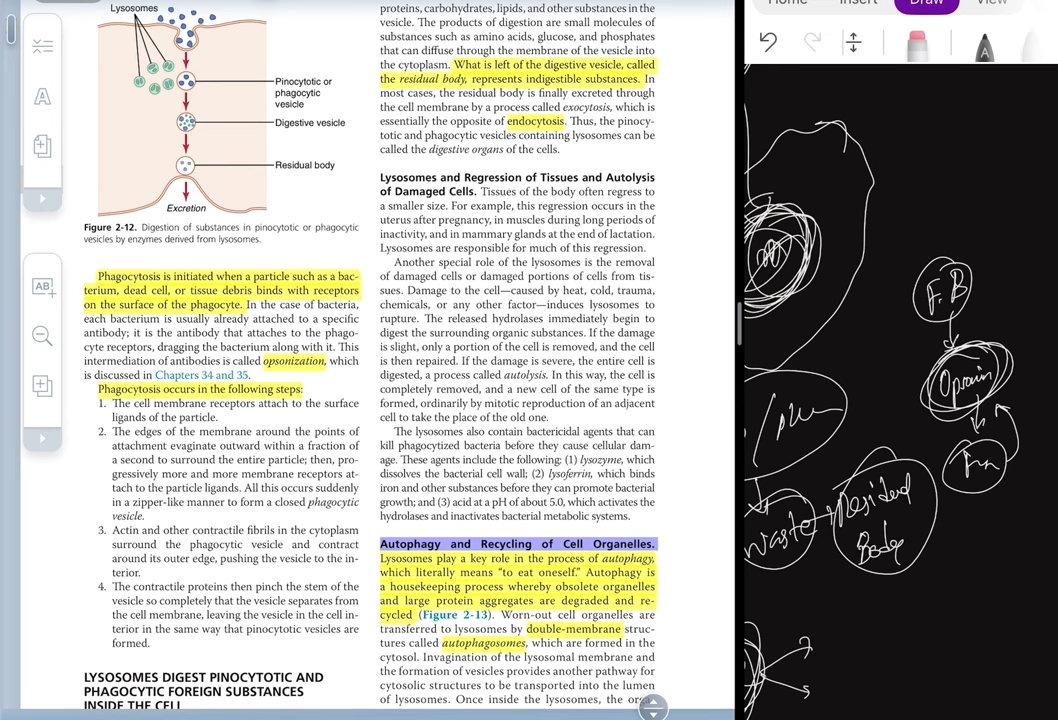 Home Insert Draw View
Lysosomes
Pinocytotic or
phagocytic
vesicle
Digestive vesicle
Residual body
Excretion
Figure 2-12. Digestion of substances in pinocytotic or phagocytic
vesicles by enzymes derived from lysosomes.
Phagocytosis is initiated when a particle such as a bac-
terium, dead cell, or tissue debris binds with receptors
on the surface of the phagocyte. In the case of bacteria,
each bacterium is usually already attached to a specific
antibody; it is the antibody that attaches to the phago-
cyte receptors, dragging the bacterium along with it. This
intermediation of antibodies is called opsonization, which
is discussed in Chapters 34 and 35.
Phagocytosis occurs in the following steps:
1. The cell membrane receptors attach to the surface
ligands of the particle.
2. The edges of the membrane around the points of
attachment evaginate outward within a fraction of
a second to surround the entire particle; then, pro-
gressively more and more membrane receptors at-
tach to the particle ligands. All this occurs suddenly
in a zipper-like manner to form a closed phagocytic
vesicle.
3. Actin and other contractile fibrils in the cytoplasm
surround the phagocytic vesicle and contract
around its outer edge, pushing the vesicle to the in-
terior.
4. The contractile proteins then pinch the stem of the
vesicle so completely that the vesicle separates from
the cell membrane, leaving the vesicle in the cell in-
terior in the same way that pinocytotic vesicles are
formed.
LYSOSOMES DIGEST PINOCYTOTIC AND
PHAGOCYTIC FOREIGN SUBSTANCES
INSIDE THE CELL
proteins, carbohydrates, lipids, and other substances in the
vesicle. The products of digestion are small molecules of
substances such as amino acids, glucose, and phosphates
that can diffuse through the membrane of the vesicle into
the cytoplasm. What is left of the digestive vesicle, called
the residual body, represents indigestible substances. In
most cases, the residual body is finally excreted through
the cell membrane by a process called exocytosis, which is
essentially the opposite of endocytosis. Thus, the pinocy-
totic and phagocytic vesicles containing lysosomes can be
called the digestive organs of the cells.
Lysosomes and Regression of Tissues and Autolysis
of Damaged Cells. Tissues of the body often regress to
a smaller size. For example, this regression occurs in the
uterus after pregnancy, in muscles during long periods of
inactivity, and in mammary glands at the end of lactation.
Lysosomes are responsible for much of this regression.
Another special role of the lysosomes is the removal
of damaged cells or damaged portions of cells from tis-
sues. Damage to the cell—caused by heat, cold, trauma,
chemicals, or any other factor—induces lysosomes to
rupture. The released hydrolases immediately begin to
digest the surrounding organic substances. If the damage
is slight, only a portion of the cell is removed, and the cell
is then repaired. If the damage is severe, the entire cell is
digested, a process called autolysis. In this way, the cell is
completely removed, and a new cell of the same type is
formed, ordinarily by mitotic reproduction of an adjacent
cell to take the place of the old one.
The lysosomes also contain bactericidal agents that can
kill phagocytized bacteria before they cause cellular dam-
age. These agents include the following: (1) lysozyme, which
dissolves the bacterial cell wall; (2) lysoferrin, which binds
iron and other substances before they can promote bacterial
growth; and (3) acid at a pH of about 5.0, which activates the
hydrolases and inactivates bacterial metabolic systems.
Autophagy and Recycling of Cell Organelles.
Lysosomes play a key role in the process of autophagy,
which literally means “to eat oneself.” Autophagy is
a housekeeping process whereby obsolete organelles
and large protein aggregates are degraded and re-
cycled (Figure 2-13). Worn-out cell organelles are
transferred to lysosomes by double-membrane struc-
tures called autophagosomes, which are formed in the
cytosol. Invagination of the lysosomal membrane and
the formation of vesicles provides another pathway for
cytosolic structures to be transported into the lumen
of lysosomes. Once inside the lysosomes, the
F.B
Opsonin
waste
Residual
Body